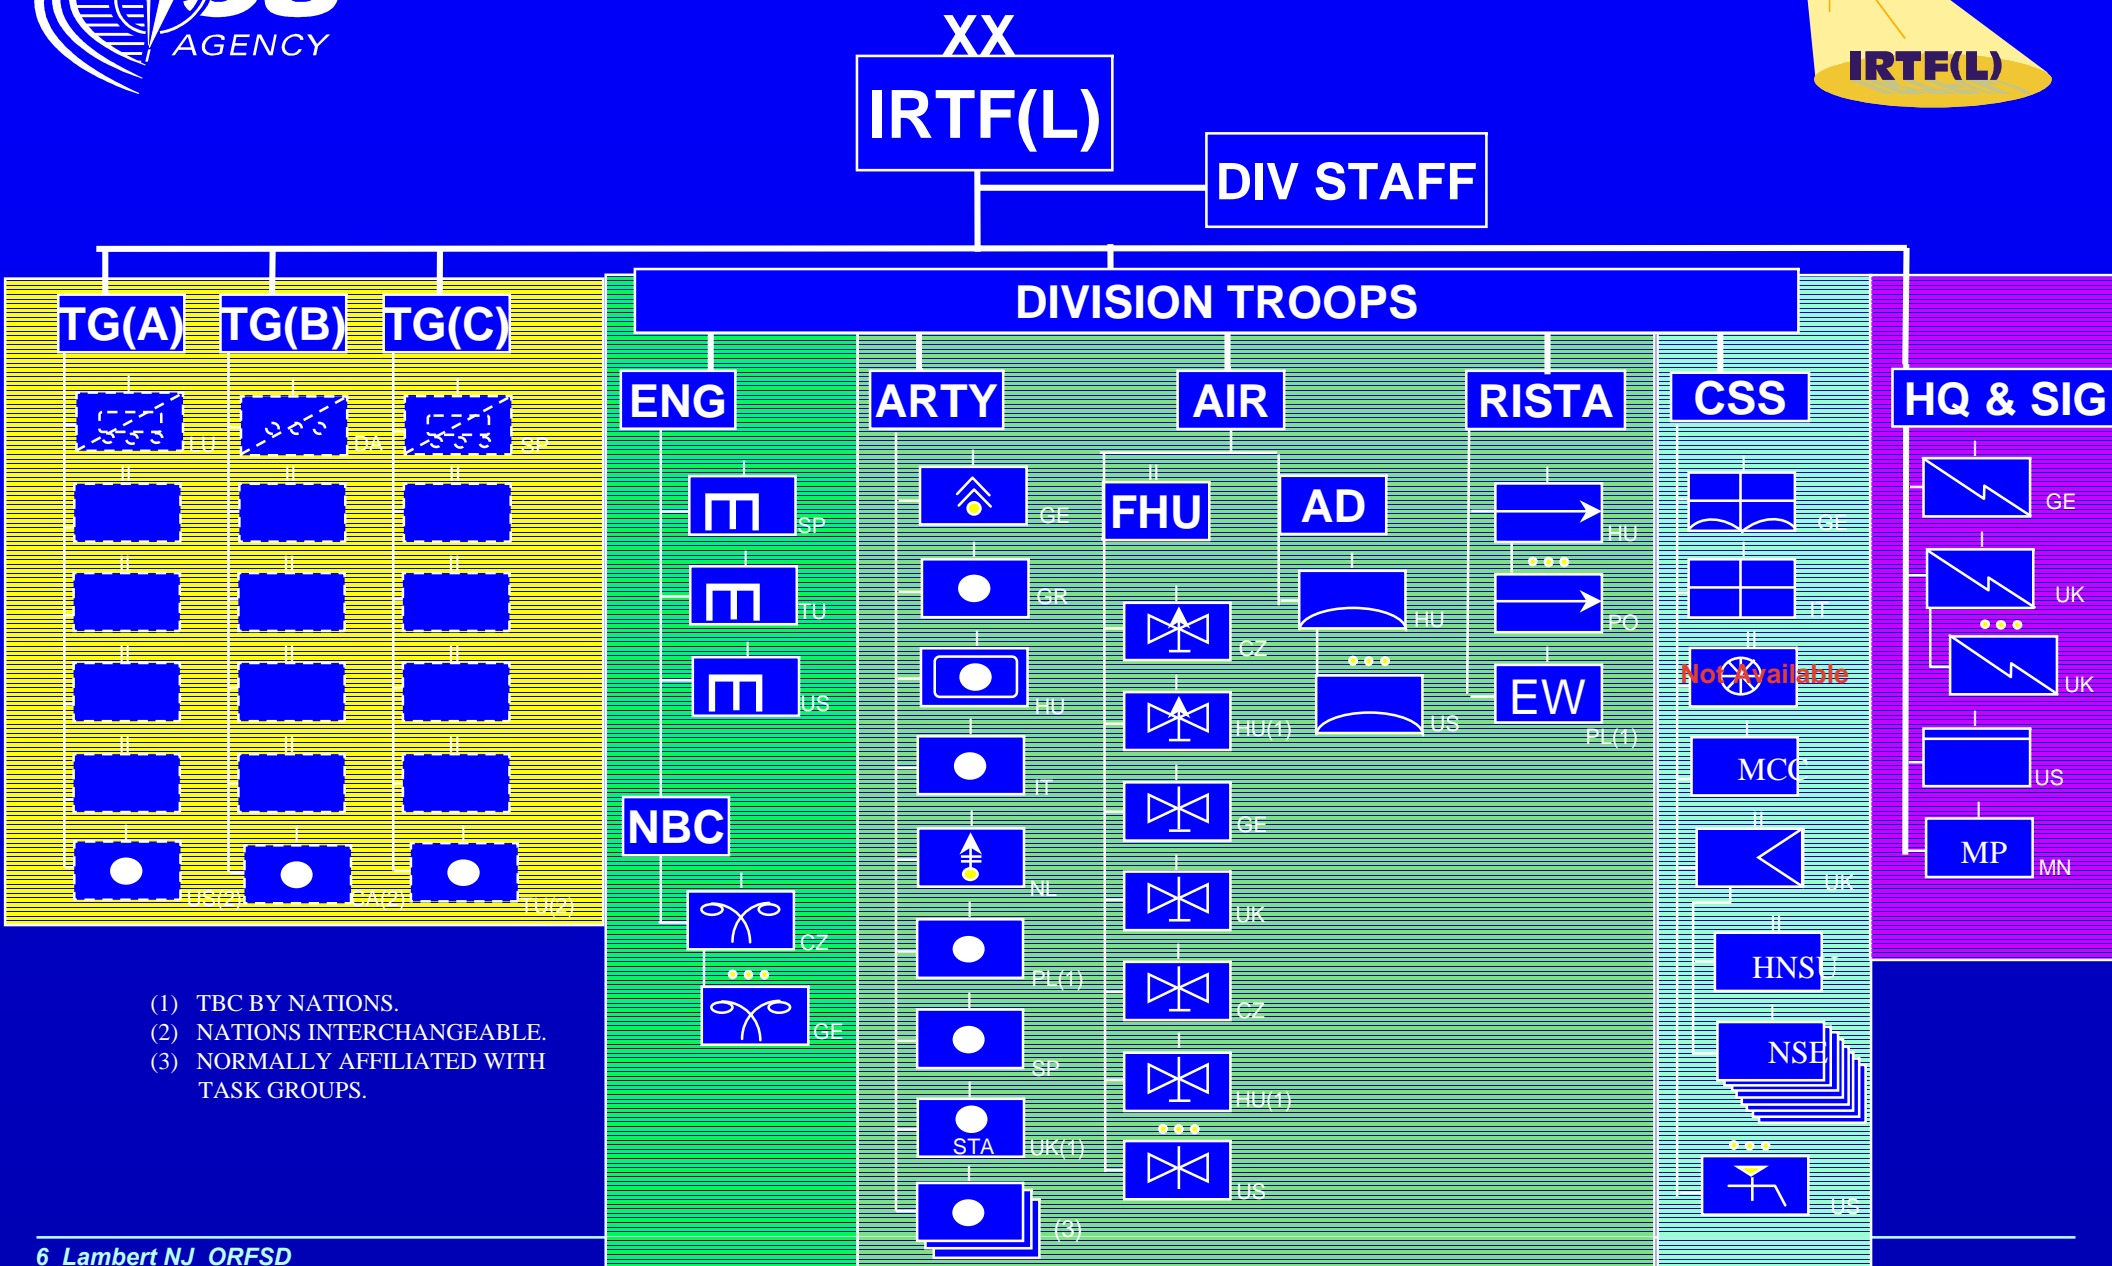 AGENCY
XX
IRTF(L)
IRTF(L)
DIV STAFF
DIVISION TROOPS
TG(A)
TG(B)
TG(C)
LU
DA
SP
US(2)
CA(2)
TU(2)
ENG
SP
TU
US
NBC
CZ
GE
ARTY
GE
GR
HU
IT
NL
PL(1)
SP
STA
UK(1)
(3)
AIR
FHU
CZ
HU(1)
GE
UK
CZ
HU(1)
US
AD
HU
US
RISTA
HU
PO
EW
PL(1)
CSS
GE
IT
Not Available
MCC
UK
HNSU
NSE
US
HQ & SIG
GE
UK
UK
US
MP
MN
(1) TBC BY NATIONS.
(2) NATIONS INTERCHANGEABLE.
(3) NORMALLY AFFILIATED WITH
TASK GROUPS.
6 Lambert NJ ORFSD